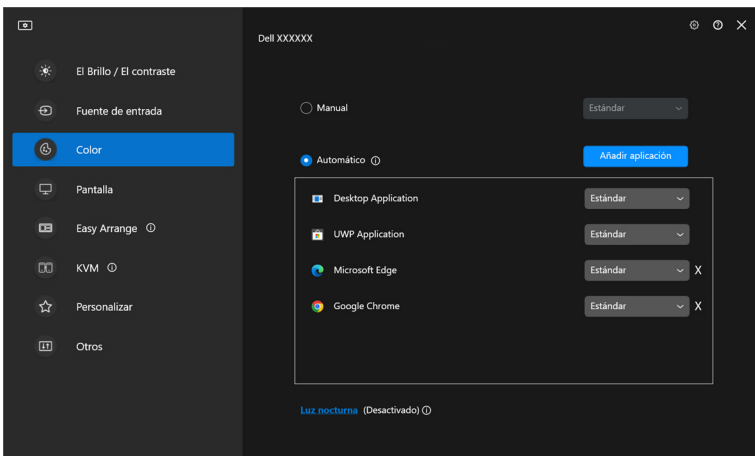 Dell XXXXXX
El Brillo / El contraste
Fuente de entrada
Color
Pantalla
Easy Arrange
KVM
Personalizar
Otros
Manual
Estándar
Automático
Añadir aplicación
Desktop Application
Estándar
UWP Application
Estándar
Microsoft Edge
Estándar
X
Google Chrome
Estándar
X
Luz nocturna (Desactivado)